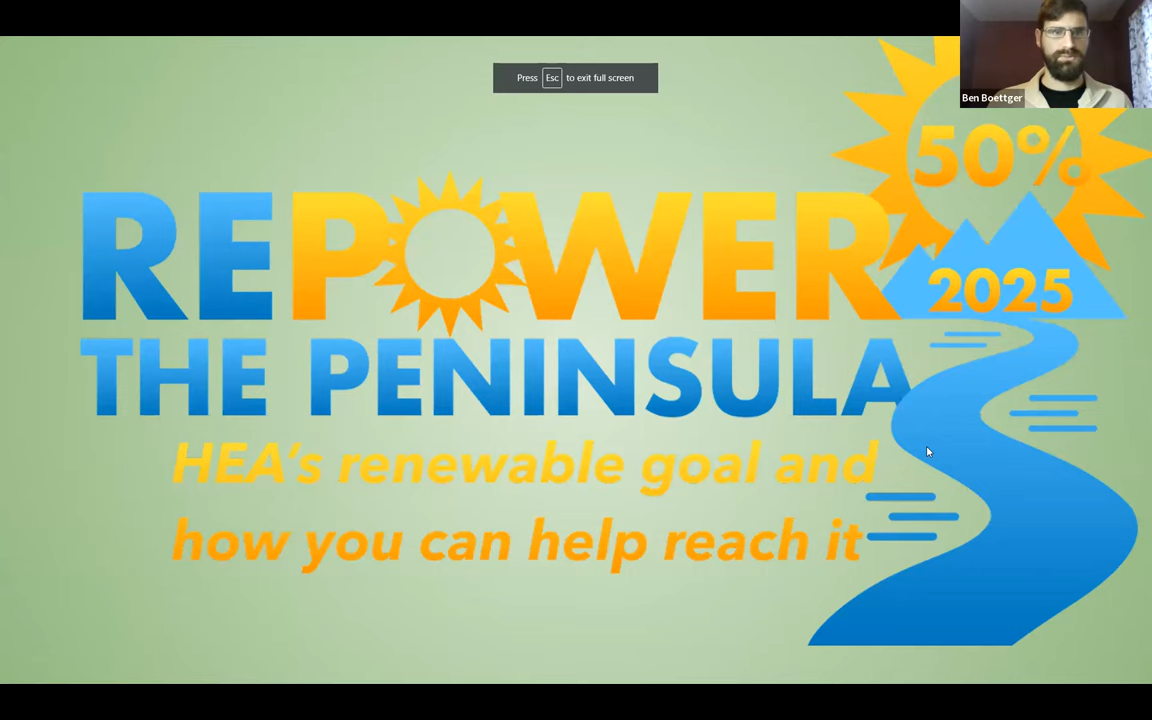 Press Esc to exit full screen
Ben Boettger
50%
REPOWER
2025
THE PENINSULA
HEA's renewable goal and
how you can help reach it